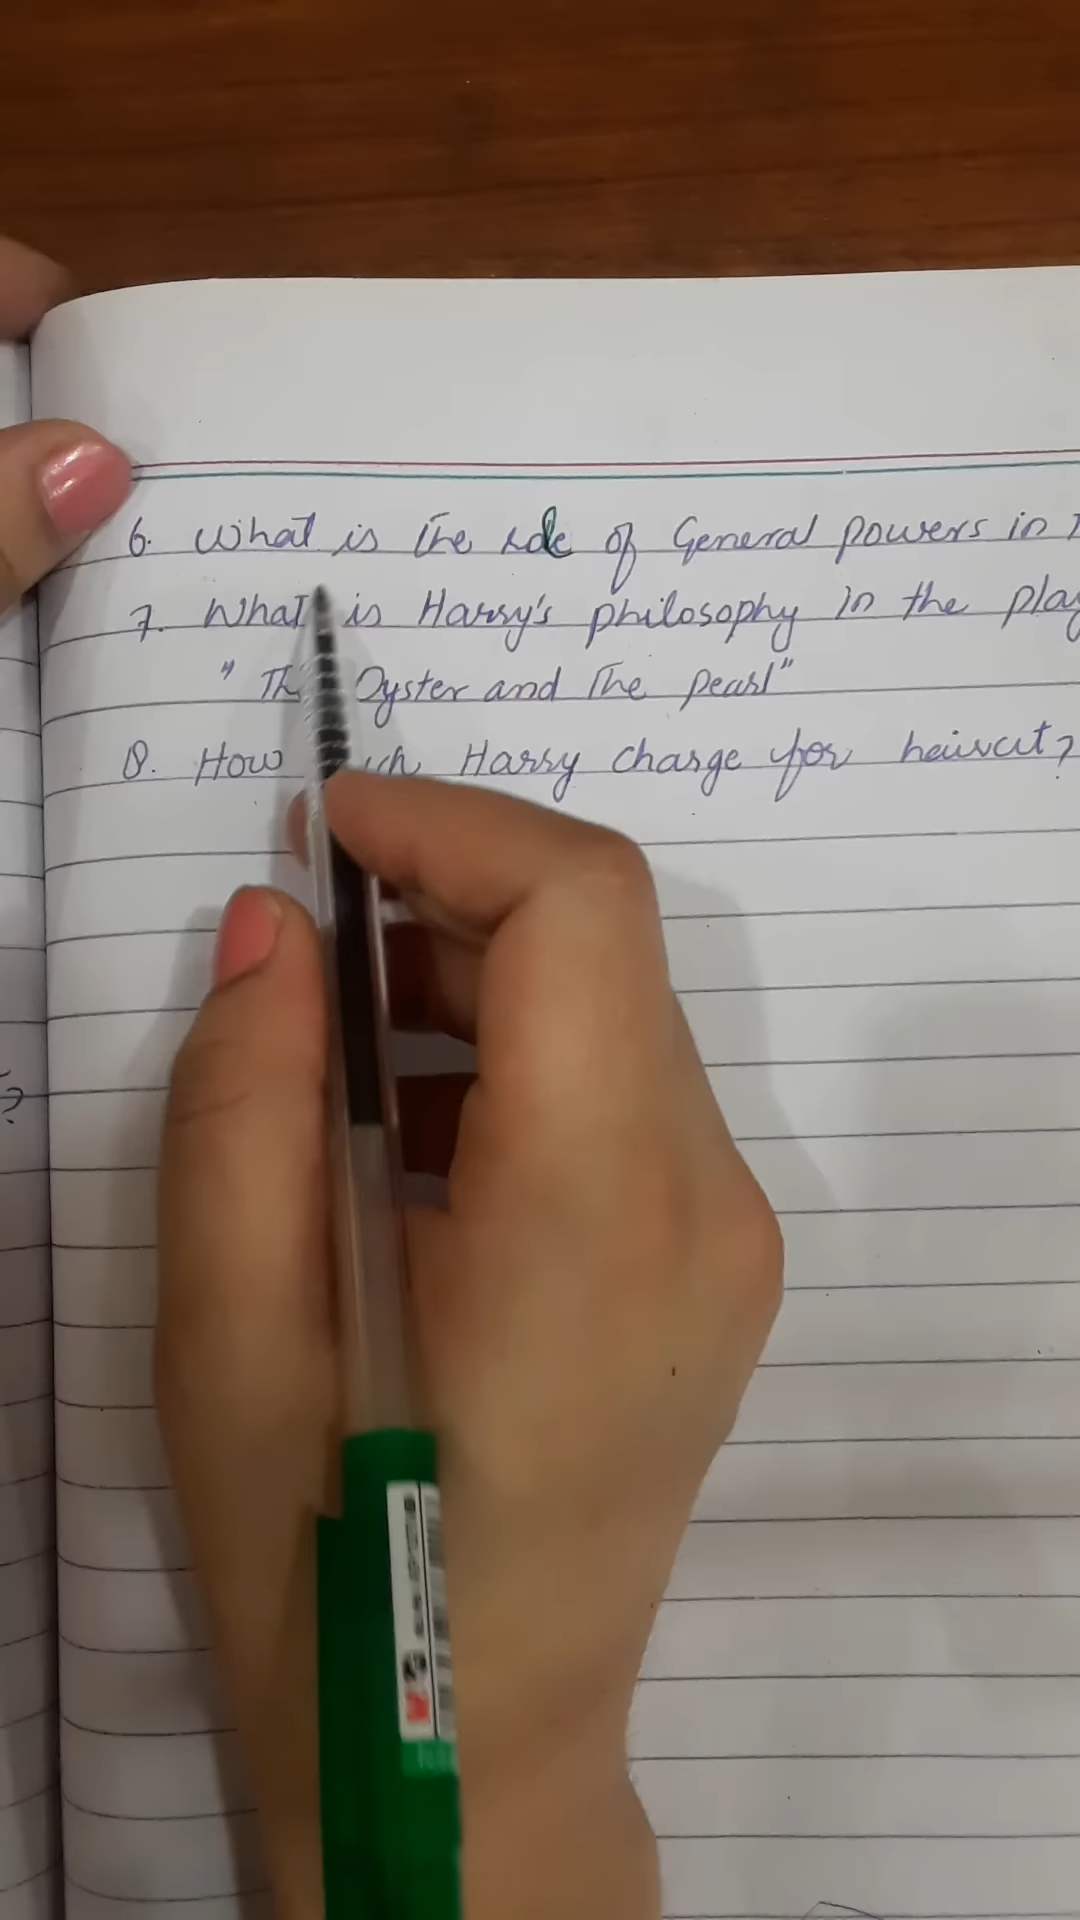 6. What is the role of General powers in
7. What is Harry's philosophy in the play
" The Oyster and The pearl"
8. How Harry charge for haircut?
?